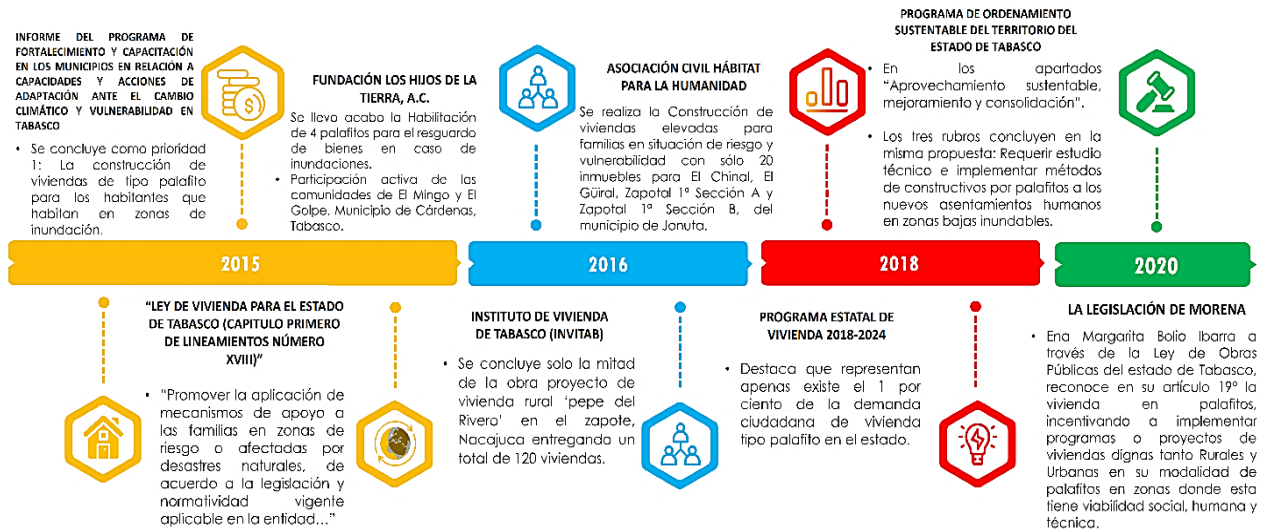 INFORME DEL PROGRAMA DE
FORTALECIMIENTO Y CAPACITACIÓN
EN LOS MUNICIPIOS EN RELACIÓN A
CAPACIDADES Y ACCIONES DE
ADAPTACIÓN ANTE EL CAMBIO
CLIMÁTICO Y VULNERABILIDAD EN
TABASCO
• Se concluye como prioridad
1: La construcción de
viviendas de tipo palafito
para los habitantes que
habitan en zonas de
inundación.
FUNDACIÓN LOS HIJOS DE LA
TIERRA, A.C.
Se llevo acaba la Habilitación
de 4 palafitos para el resguardo
de bienes en caso de
inundaciones.
• Participación activa de las
comunidades de El Mingo y El
Golpe. Municipio de Cárdenas,
Tabasco.
ASOCIACIÓN CIVIL HÁBITAT
PARA LA HUMANIDAD
Se realiza la Construcción de
viviendas elevadas para
familias en situación de riesgo y
vulnerabilidad con sólo 20
inmuebles para El Chinal, El
Güiral, Zapotal 1ª Sección A y
Zapotal 1ª Sección B, del
municipio de Jonuta.
PROGRAMA DE ORDENAMIENTO
SUSTENTABLE DEL TERRITORIO DEL
ESTADO DE TABASCO
• En los apartados
“Aprovechamiento sustentable,
mejoramiento y consolidación”.
• Los tres rubros concluyen en la
misma propuesta: Requerir estudio
técnico e implementar métodos
de constructivos por palafitos a los
nuevos asentamientos humanos
en zonas bajas inundables.
2015
2016
2018
2020
“LEY DE VIVIENDA PARA EL ESTADO
DE TABASCO (CAPITULO PRIMERO
DE LINEAMIENTOS NÚMERO
XVIII)”
• “Promover la aplicación de
mecanismos de apoyo a
las familias en zonas de
riesgo o afectadas por
desastres naturales, de
acuerdo a la legislación y
normatividad vigente
aplicable en la entidad...”
INSTITUTO DE VIVIENDA
DE TABASCO (INVITAB)
• Se concluye solo la mitad
de la obra proyecto de
vivienda rural ‘pepe del
Rivero’ en el zapote,
Nacajuca entregando un
total de 120 viviendas.
PROGRAMA ESTATAL DE
VIVIENDA 2018-2024
• Destaca que representan
apenas existe el 1 por
ciento de la demanda
ciudadana de vivienda
tipo palafito en el estado.
LA LEGISLACIÓN DE MORENA
• Ena Margarita Bolio Ibarra a
través de la Ley de Obras
Públicas del estado de Tabasco,
reconoce en su artículo 19° la
vivienda en palafitos,
incentivando a implementar
programas o proyectos de
viviendas dignas tanto Rurales y
Urbanas en su modalidad de
palafitos en zonas donde esta
tiene viabilidad social, humana y
técnica.